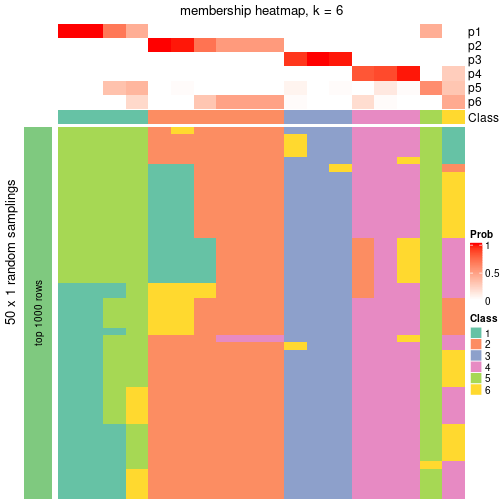 membership heatmap, k = 6
p1
p2
p3
p4
p5
p6
Class
50 x 1 random samplings
top 1000 rows
Prob
1
0.5
0
Class
1
2
3
4
5
6